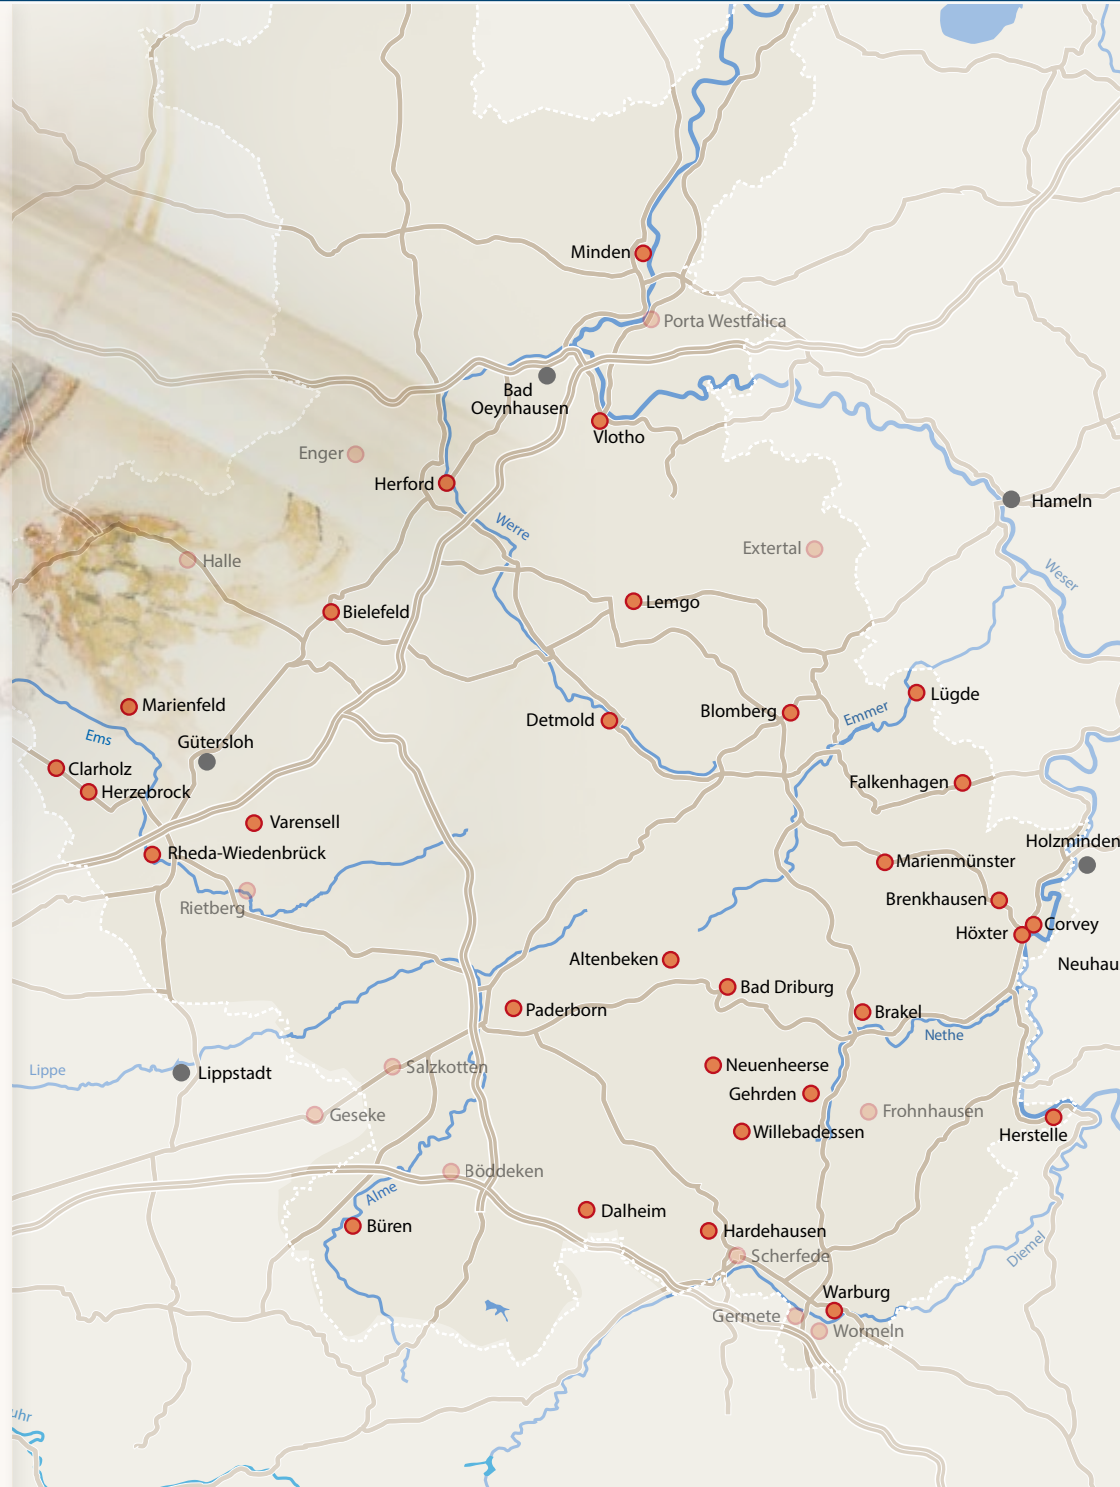 Minden
Porta Westfalica
Bad
Oeynhausen
Vlotho
Enger
Herford
Hameln
Werre
Extertal
Halle
Weser
Lemgo
Bielefeld
Lügde
Marienfeld
Blomberg
Emmer
Detmold
Ems
Gütersloh
Clarholz
Falkenhagen
Herzebrock
Varensell
Holzminden
Rheda-Wiedenbrück
Marienmünster
Brenkhausen
Rietberg
Corvey
Höxter
Altenbeken
Neuhau
Bad Driburg
Paderborn
Brakel
Nethe
Neuenheerse
Salzkotten
Lippe
Lippstadt
Gehrden
Frohnhausen
Geseke
Willebadessen
Herstelle
Böddeken
Alme
Dalheim
Büren
Hardehausen
Scherfede
Diemel
Warburg
Germete
Wormeln
uhr